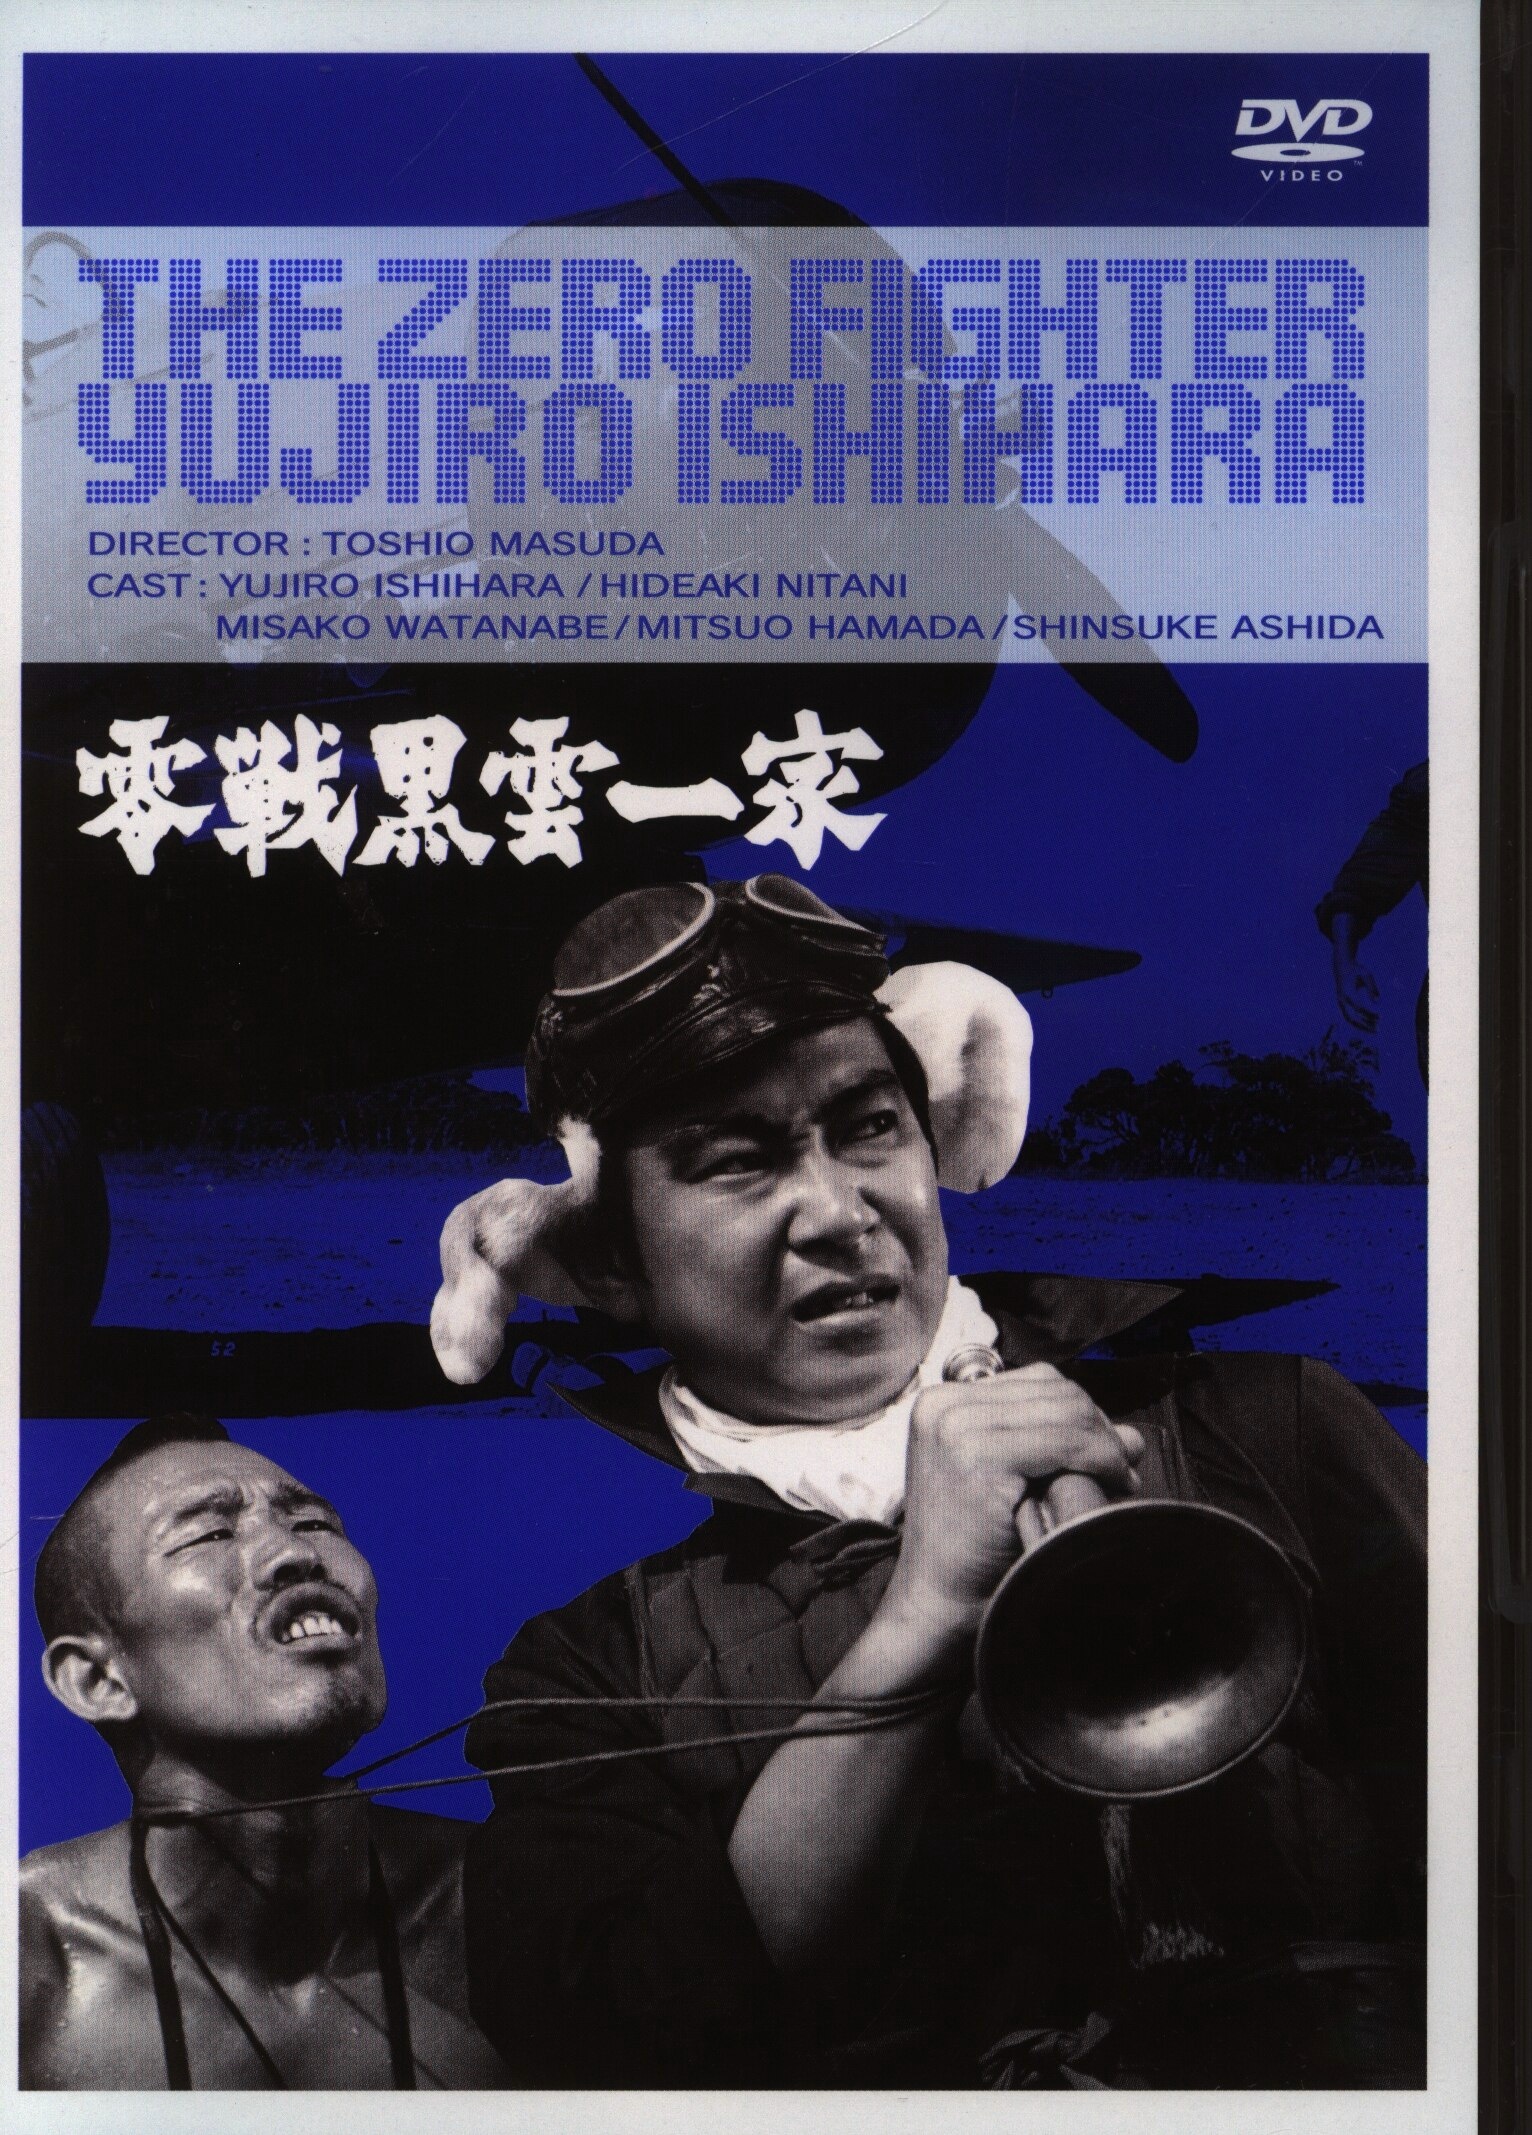 DVD
VIDEO
THE ZERO FIGHTER
YUJIRO ISHIHARA
DIRECTOR : TOSHIO MASUDA
CAST : YUJIRO ISHIHARA / HIDEAKI NITANI
MISAKO WATANABE / MITSUO HAMADA / SHINSUKE ASHIDA
零戦黒雲一家
52